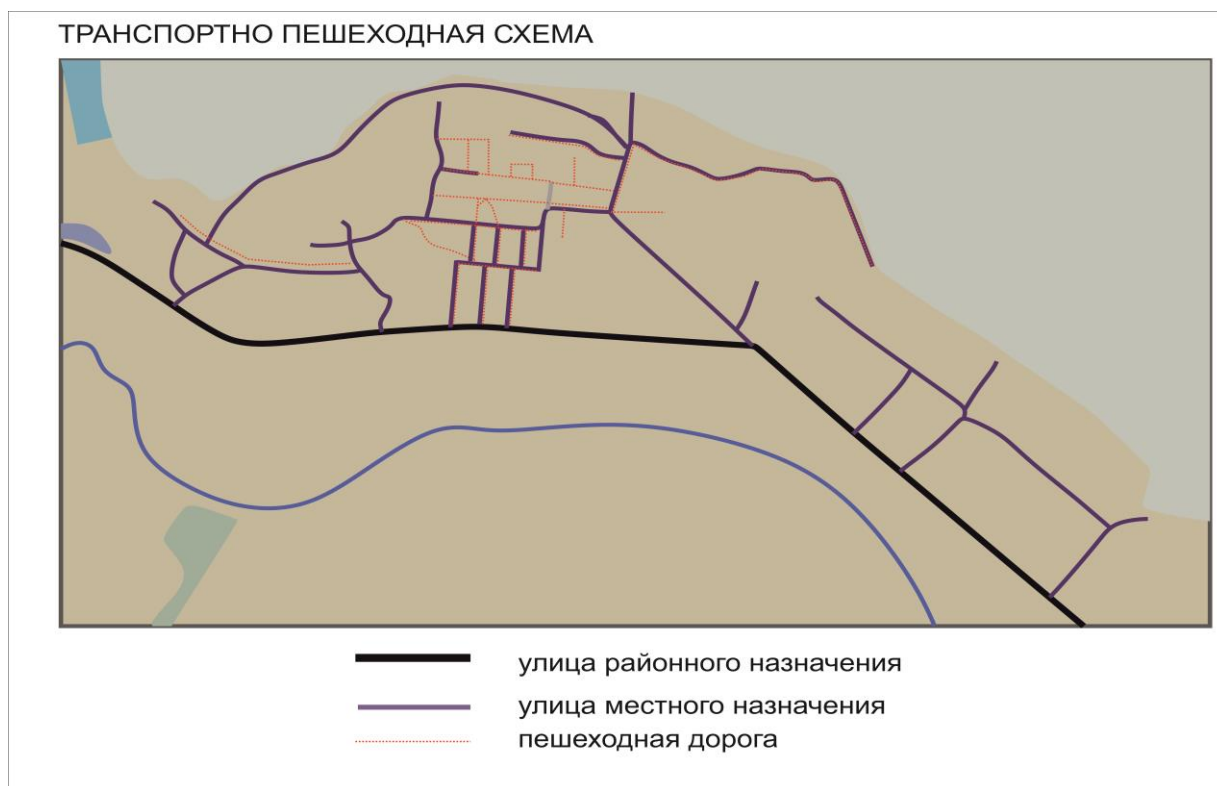 ТРАНСПОРТНО ПЕШЕХОДНАЯ СХЕМА
улица районного назначения
улица местного назначения
пешеходная дорога